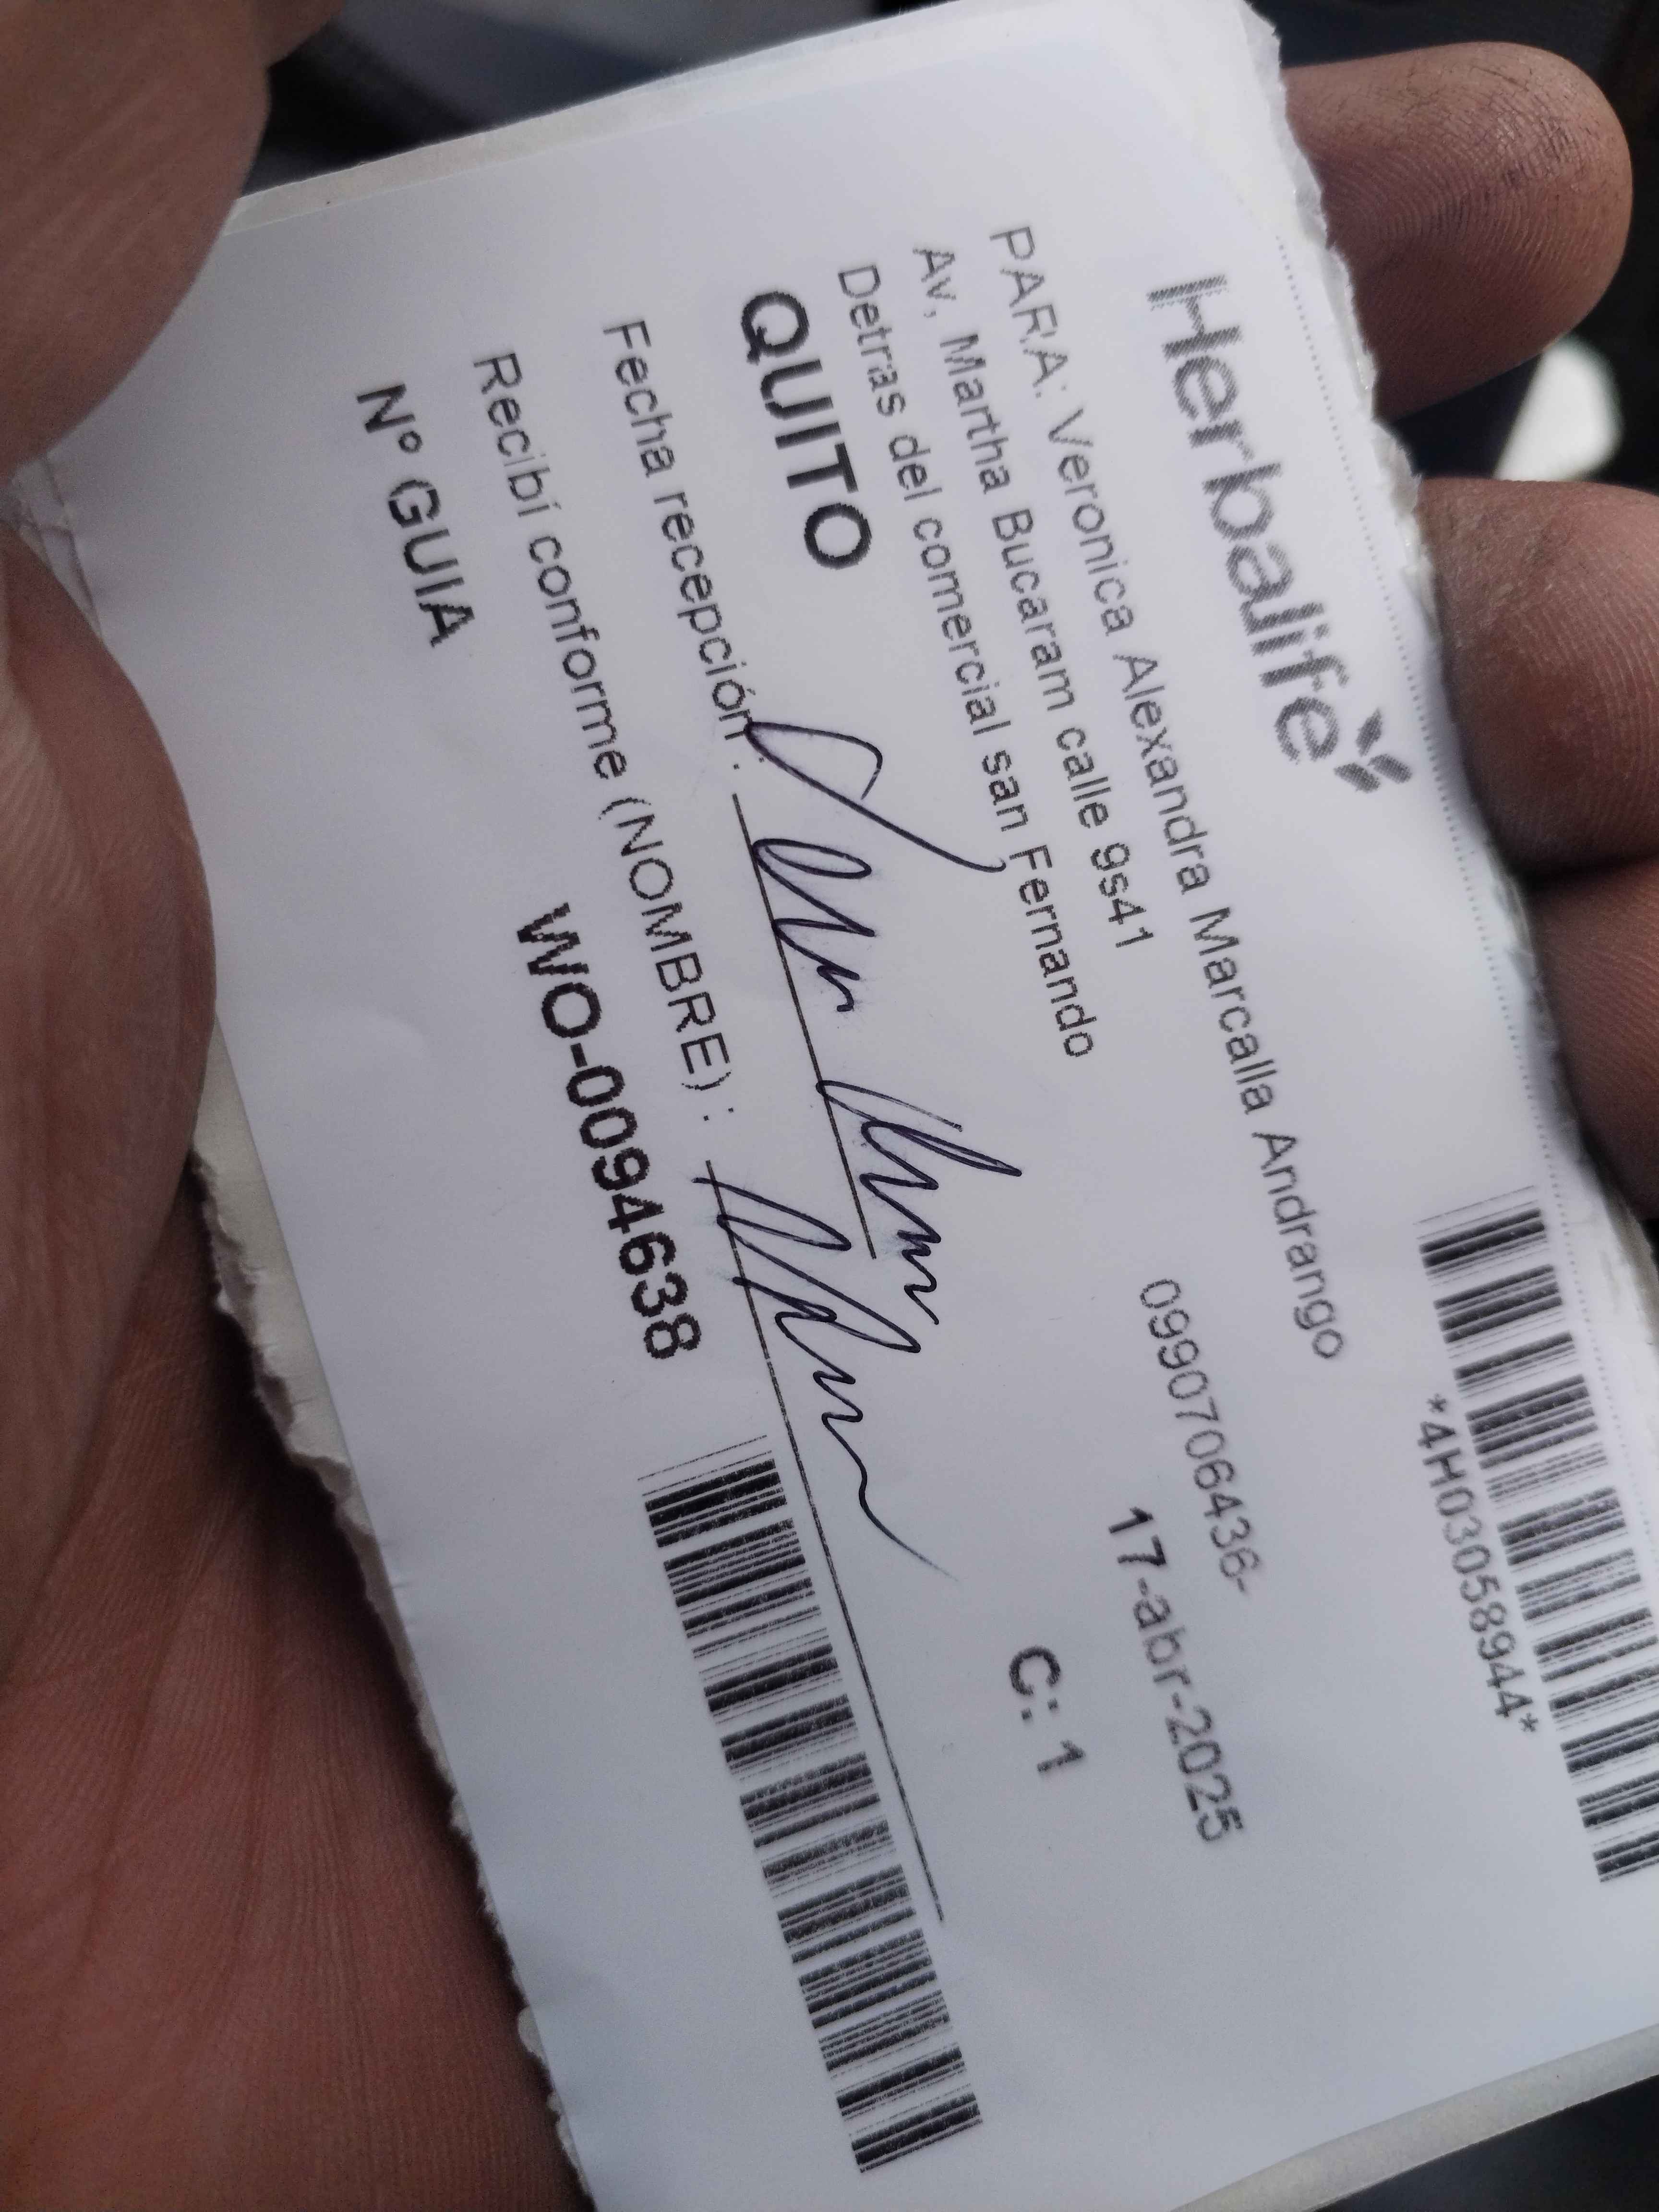 Herbalife
*4H03058944*
PARA: Veronica Alexandra Marcalla Andrango
Av, Martha Bucaram calle 9s41
0990706436-
Detras del comercial san Fernando
17-abr-2025
QUITO
C: 1
Fecha recepción :
Recibí conforme (NOMBRE) :
Nº GUIA
WO-0094638